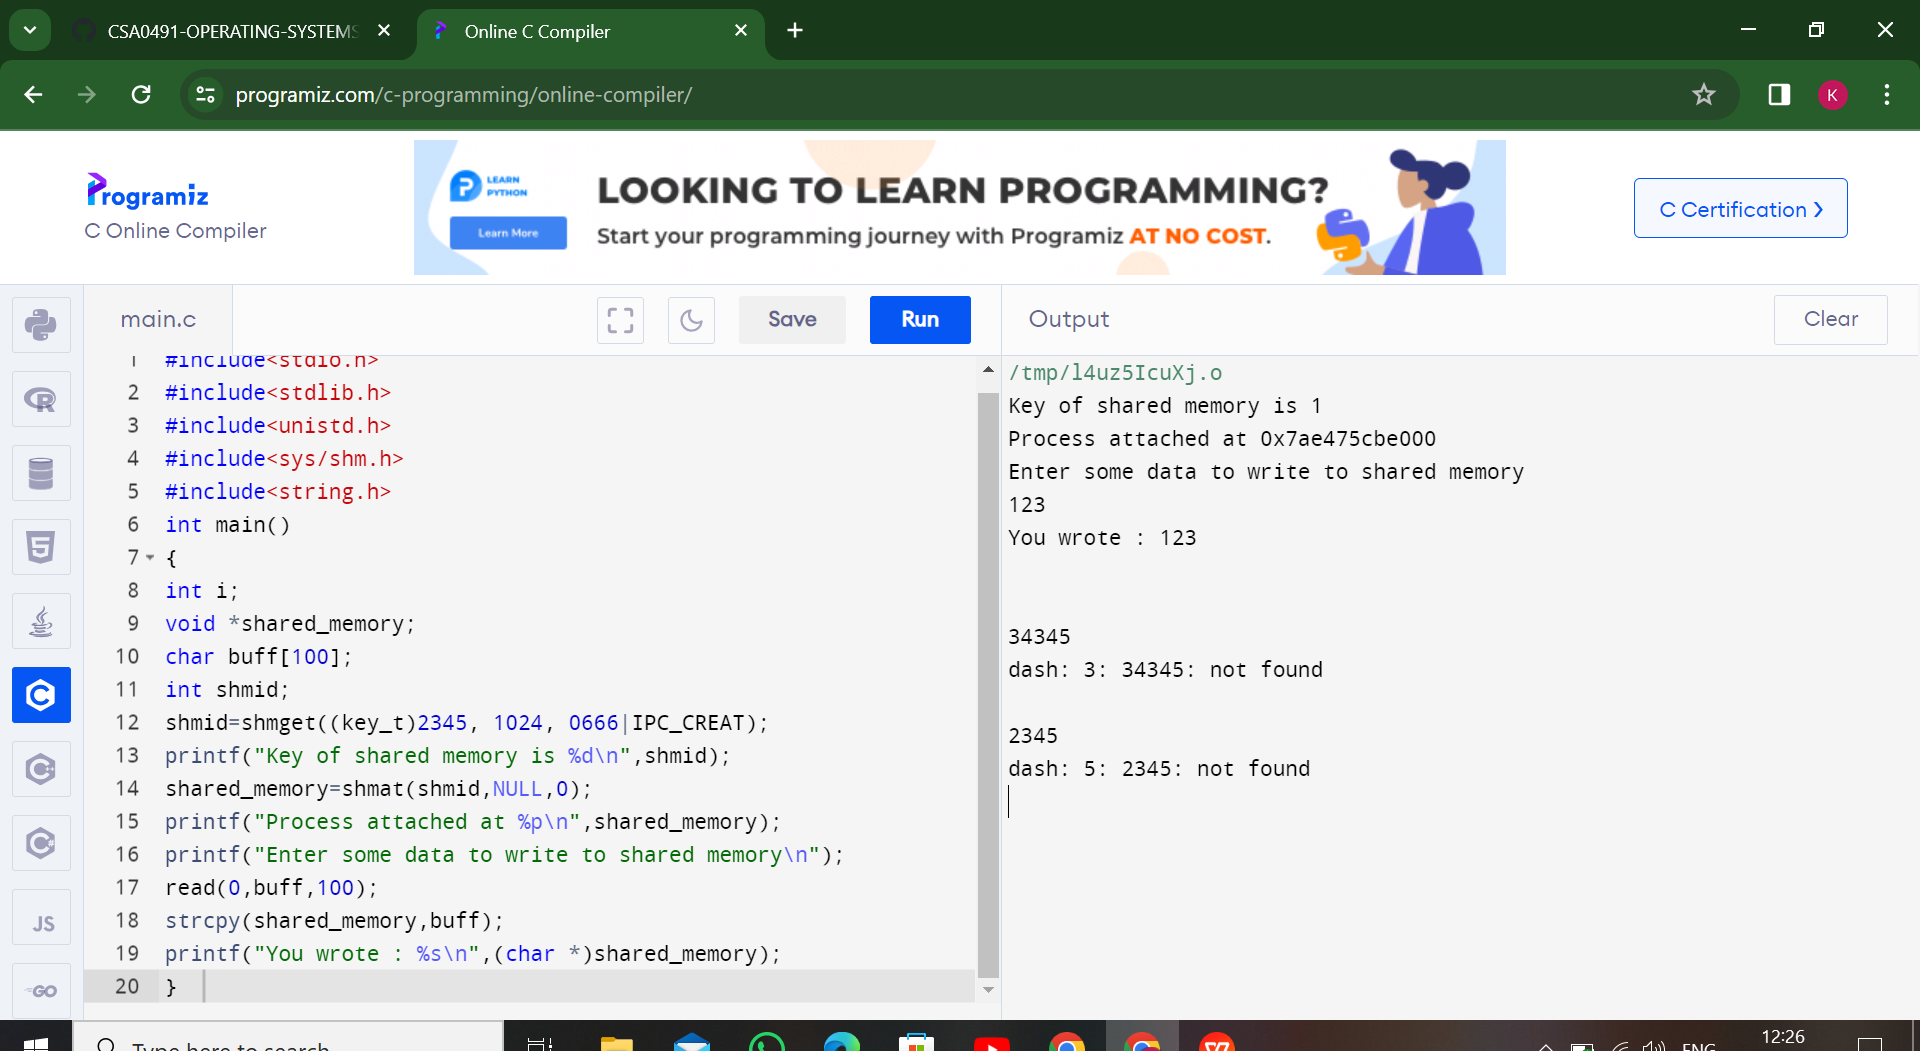 CSA0491-OPERATING-SYSTEMS
Online C Compiler
programiz.com/c-programming/online-compiler/
K
Programiz
C Online Compiler
LEARN
PYTHON
Learn More
LOOKING TO LEARN PROGRAMMING?
Start your programming journey with Programiz AT NO COST.
C Certification
main.c
Save
Run
Output
Clear
1 #include<stdio.h>
2 #include<stdlib.h>
3 #include<unistd.h>
4 #include<sys/shm.h>
5 #include<string.h>
6 int main()
7 {
8 int i;
9 void *shared_memory;
10 char buff[100];
11 int shmid;
12 shmid=shmget((key_t)2345, 1024, 0666|IPC_CREAT);
13 printf("Key of shared memory is %d\n",shmid);
14 shared_memory=shmat(shmid,NULL,0);
15 printf("Process attached at %p\n",shared_memory);
16 printf("Enter some data to write to shared memory\n");
17 read(0,buff,100);
18 strcpy(shared_memory,buff);
19 printf("You wrote : %s\n",(char *)shared_memory);
20 }
/tmp/l4uz5IcuXj.o
Key of shared memory is 1
Process attached at 0x7ae475cbe000
Enter some data to write to shared memory
123
You wrote : 123
34345
dash: 3: 34345: not found
2345
dash: 5: 2345: not found
JS
GO
Type here to search
ENG
12:26